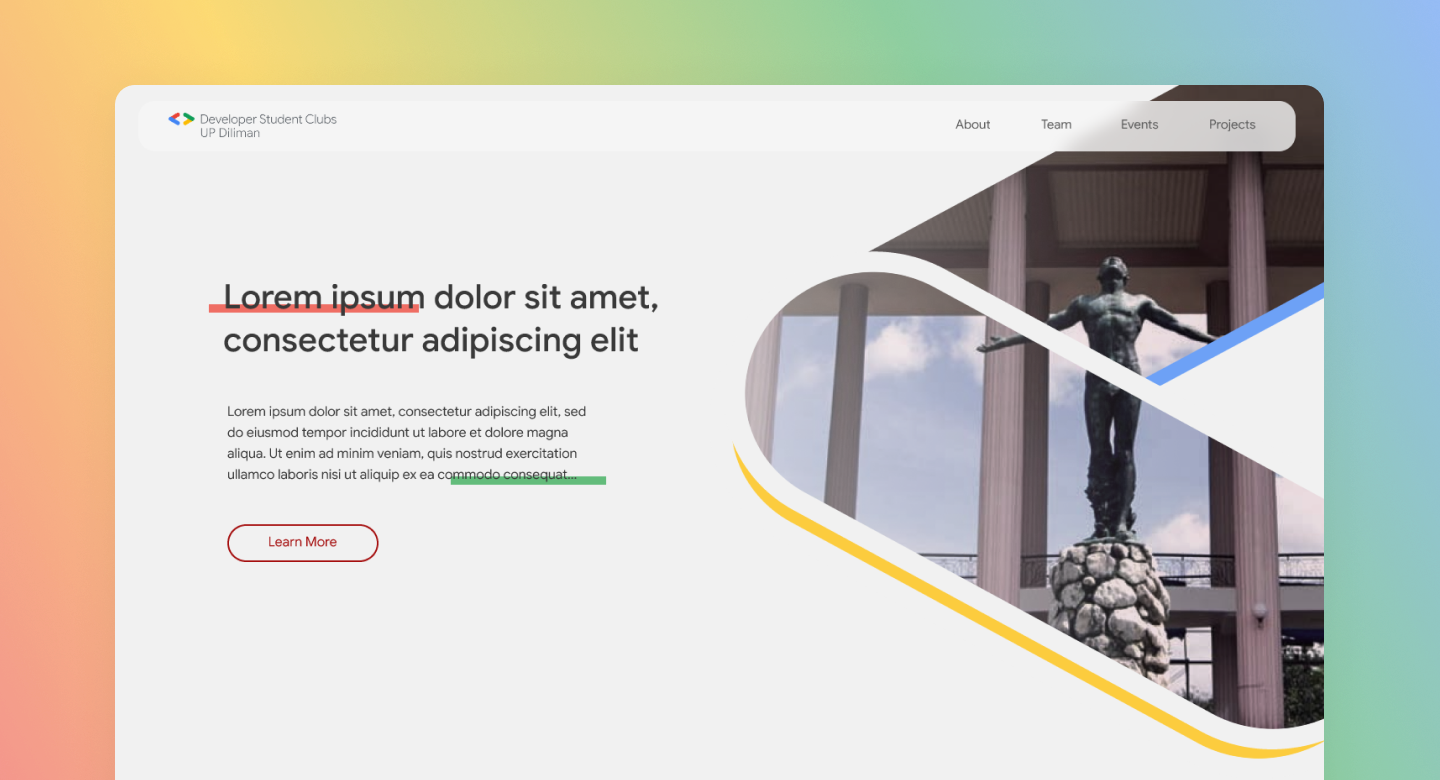 Developer Student Clubs
UP Diliman
About Team Events Projects
Lorem ipsum dolor sit amet,
consectetur adipiscing elit
Lorem ipsum dolor sit amet, consectetur adipiscing elit, sed
do eiusmod tempor incididunt ut labore et dolore magna
aliqua. Ut enim ad minim veniam, quis nostrud exercitation
ullamco laboris nisi ut aliquip ex ea commodo consequat...
Learn More